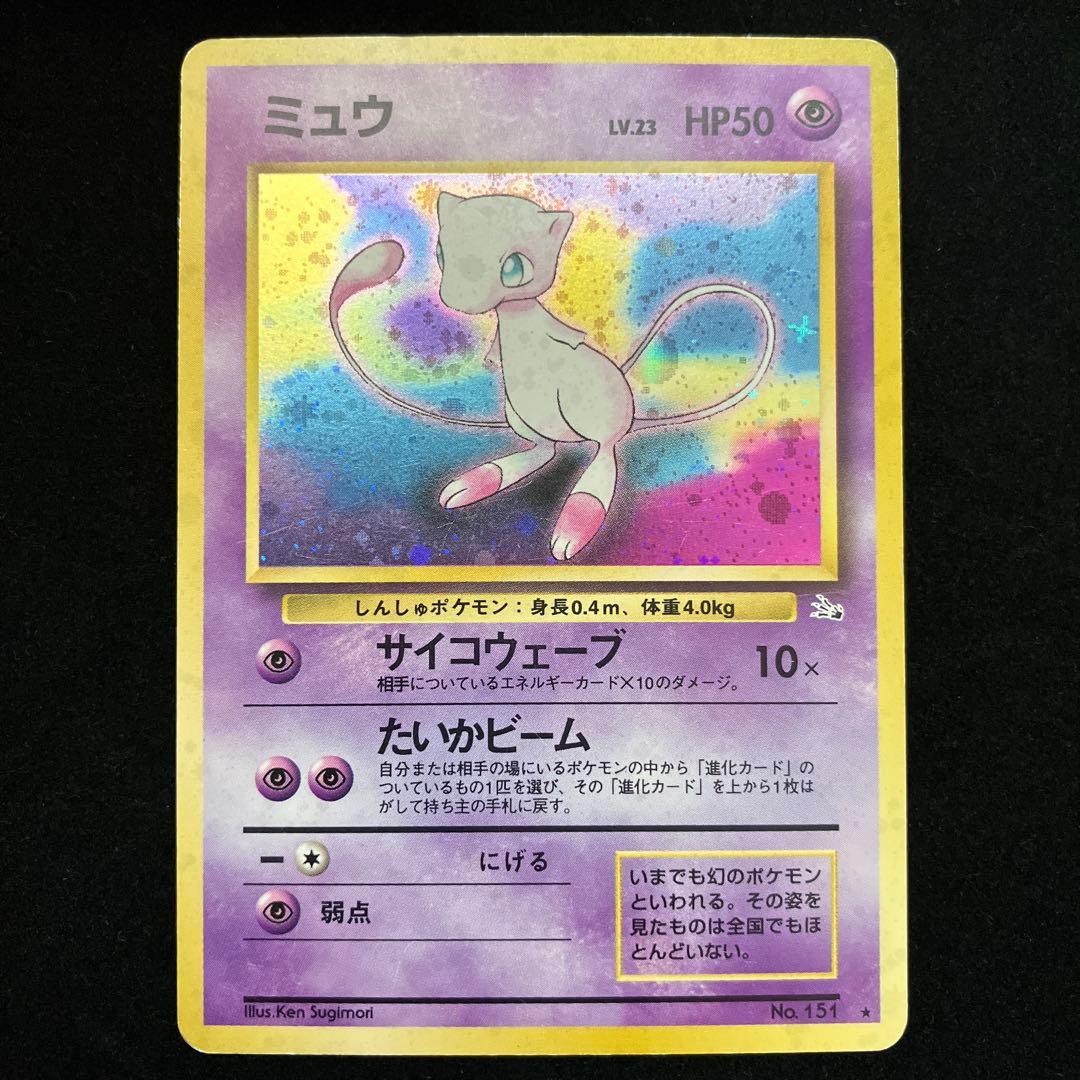 ミュウ LV.23 HP50
しんしゅポケモン：身長0.4m、体重4.0kg
サイコウェーブ 10×
相手についているエネルギーカード×10のダメージ。
たいかビーム
自分または相手の場にいるポケモンの中から「進化カード」の
ついているもの1匹を選び、その「進化カード」を上から1枚は
がして持ち主の手札に戻す。
ー にげる
弱点
いまでも幻のポケモン
といわれる。その姿を
見たものは全国でもほ
とんどいない。
Illus.Ken Sugimori No. 151 ★